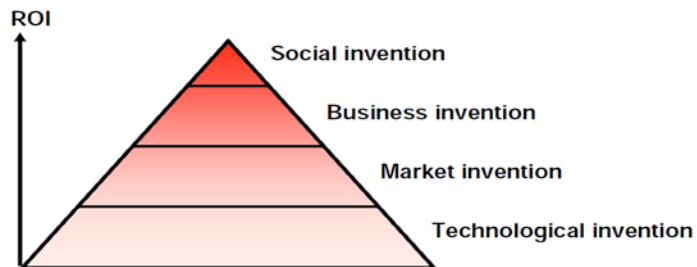 ROI
Social invention
Business invention
Market invention
Technological invention